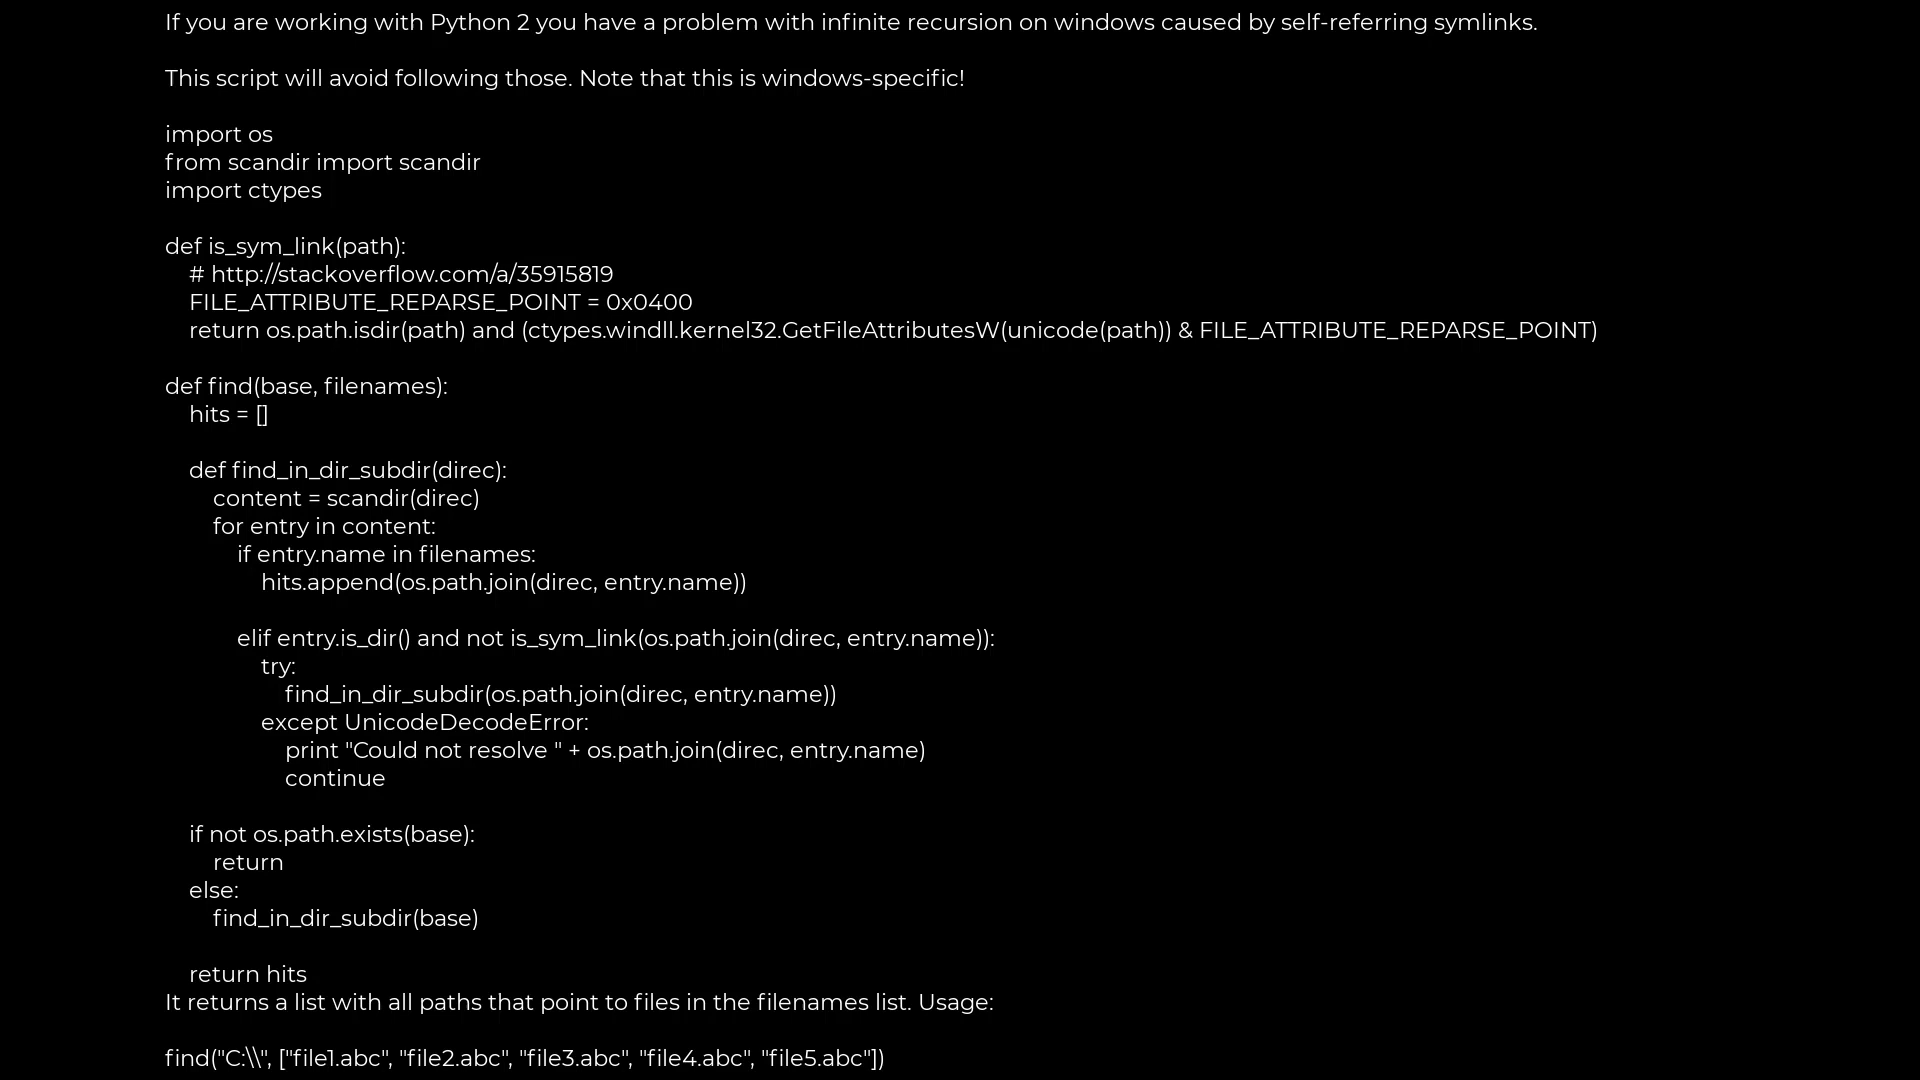 If you are working with Python 2 you have a problem with infinite recursion on windows caused by self-referring symlinks.
This script will avoid following those. Note that this is windows-specific!
import os
from scandir import scandir
import ctypes
def is_sym_link(path):
    # http://stackoverflow.com/a/35915819
    FILE_ATTRIBUTE_REPARSE_POINT = 0x0400
    return os.path.isdir(path) and (ctypes.windll.kernel32.GetFileAttributesW(unicode(path)) & FILE_ATTRIBUTE_REPARSE_POINT)
def find(base, filenames):
    hits = []
    def find_in_dir_subdir(direc):
        content = scandir(direc)
        for entry in content:
            if entry.name in filenames:
                hits.append(os.path.join(direc, entry.name))
            elif entry.is_dir() and not is_sym_link(os.path.join(direc, entry.name)):
                try:
                    find_in_dir_subdir(os.path.join(direc, entry.name))
                except UnicodeDecodeError:
                    print "Could not resolve " + os.path.join(direc, entry.name)
                    continue
    if not os.path.exists(base):
        return
    else:
        find_in_dir_subdir(base)
    return hits
It returns a list with all paths that point to files in the filenames list. Usage:
find("C:\\", ["file1.abc", "file2.abc", "file3.abc", "file4.abc", "file5.abc"])